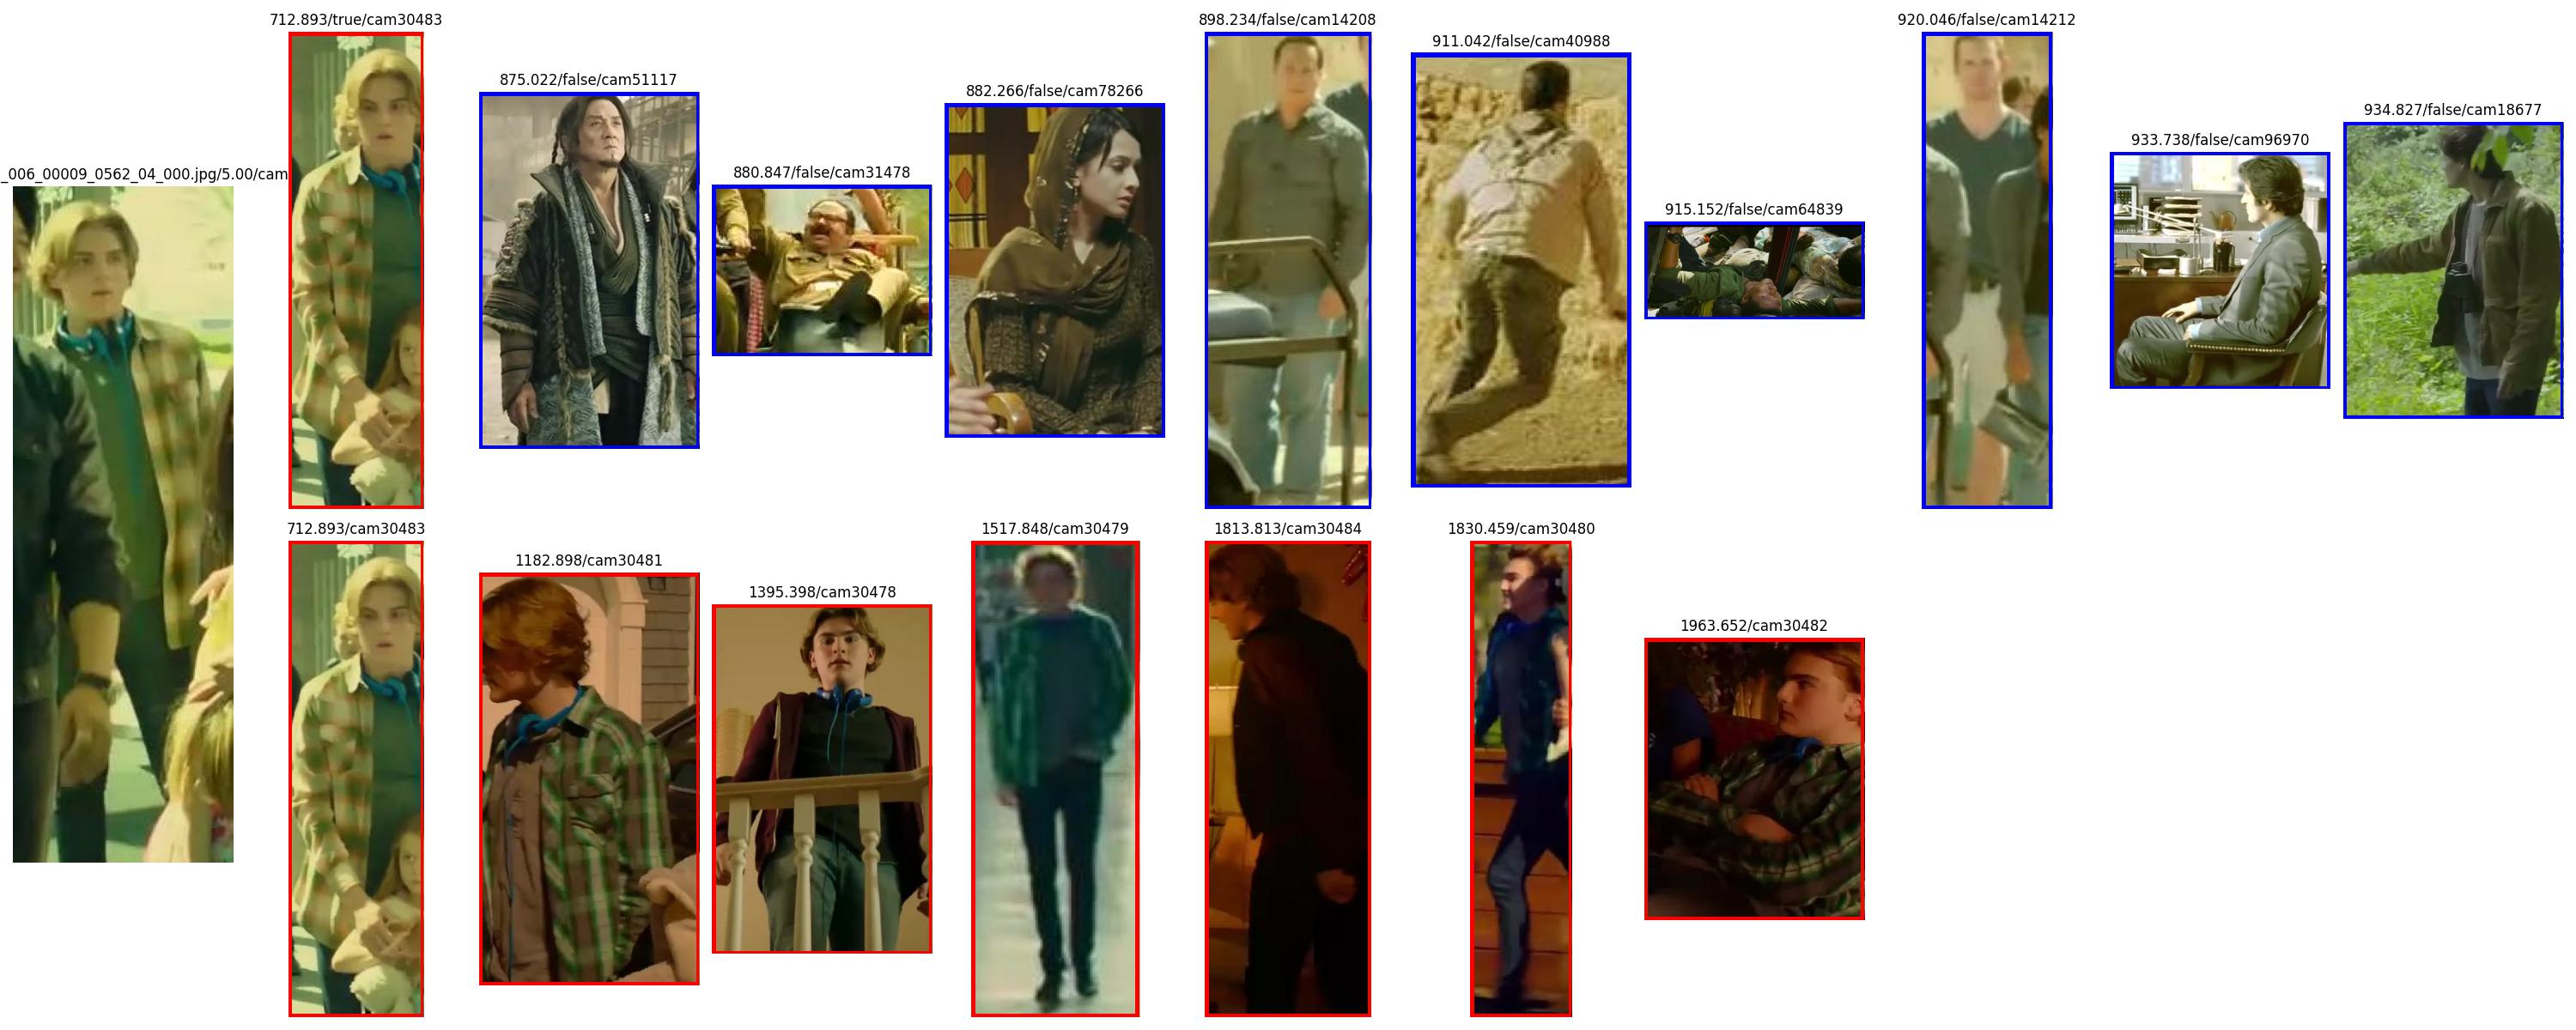 712.893/true/cam30483
875.022/false/cam51117
880.847/false/cam31478
882.266/false/cam78266
898.234/false/cam14208
911.042/false/cam40988
915.152/false/cam64839
920.046/false/cam14212
933.738/false/cam96970
934.827/false/cam18677
_006_00009_0562_04_000.jpg/5.00/cam
712.893/cam30483
1182.898/cam30481
1395.398/cam30478
1517.848/cam30479
1813.813/cam30484
1830.459/cam30480
1963.652/cam30482